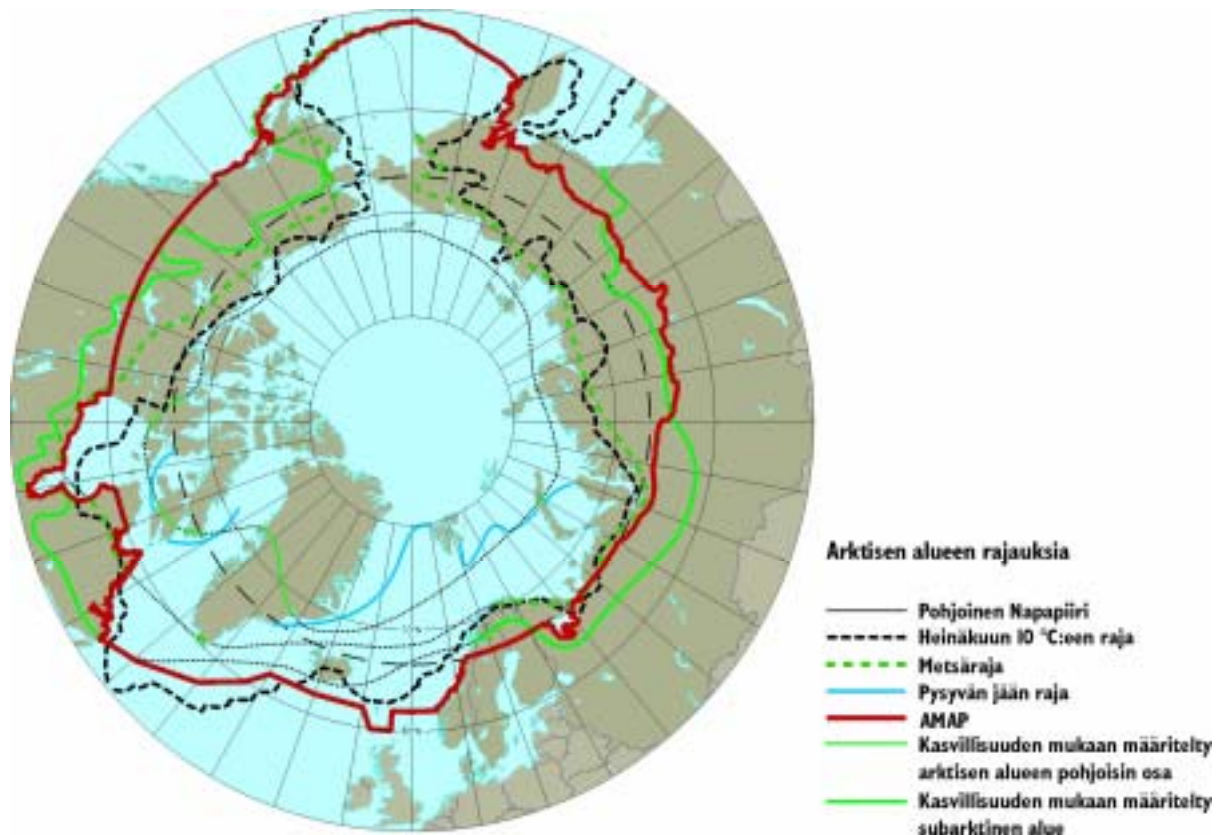 Arktisen alueen rajauksia
Pohjoinen Napapiiri
Heinäkuun 10 °C:een raja
Metsäraja
Pysyvän jään raja
AMAP
Kasvillisuuden mukaan määritelty
arktisen alueen pohjoisin osa
Kasvillisuuden mukaan määritelty
subarktinen alue